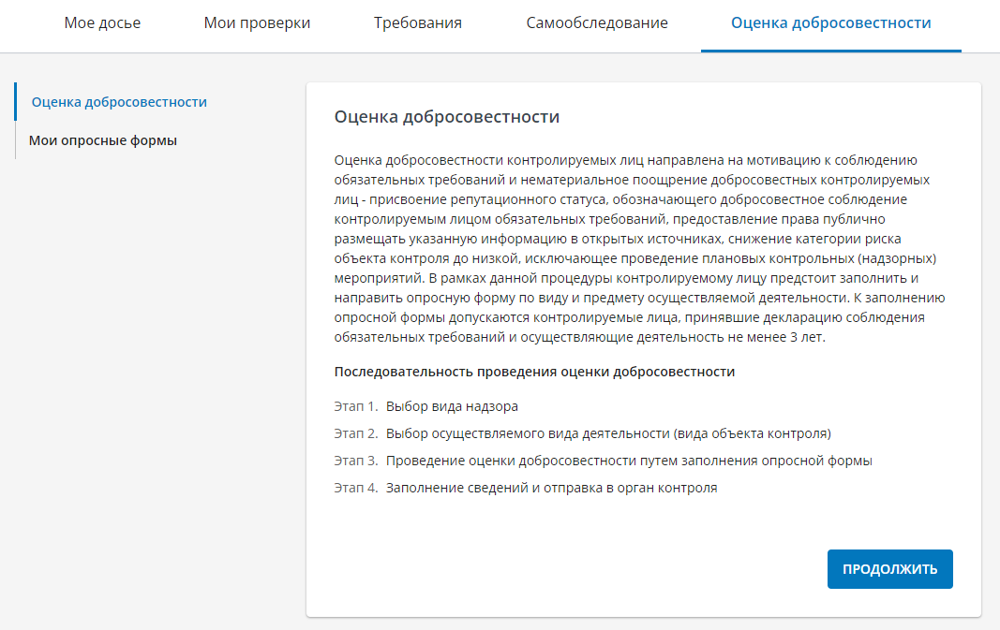 Мое досье
Мои проверки
Требования
Самообследование
Оценка добросовестности
Оценка добросовестности
Мои опросные формы
Оценка добросовестности
Оценка добросовестности контролируемых лиц направлена на мотивацию к соблюдению
обязательных требований и нематериальное поощрение добросовестных контролируемых
лиц - присвоение репутационного статуса, обозначающего добросовестное соблюдение
контролируемым лицом обязательных требований, предоставление права публично
размещать указанную информацию в открытых источниках, снижение категории риска
объекта контроля до низкой, исключающее проведение плановых контрольных (надзорных)
мероприятий. В рамках данной процедуры контролируемому лицу предстоит заполнить и
направить опросную форму по виду и предмету осуществляемой деятельности. К заполнению
опросной формы допускаются контролируемые лица, принявшие декларацию соблюдения
обязательных требований и осуществляющие деятельность не менее 3 лет.
Последовательность проведения оценки добросовестности
Этап 1. Выбор вида надзора
Этап 2. Выбор осуществляемого вида деятельности (вида объекта контроля)
Этап 3. Проведение оценки добросовестности путем заполнения опросной формы
Этап 4. Заполнение сведений и отправка в орган контроля
ПРОДОЛЖИТЬ